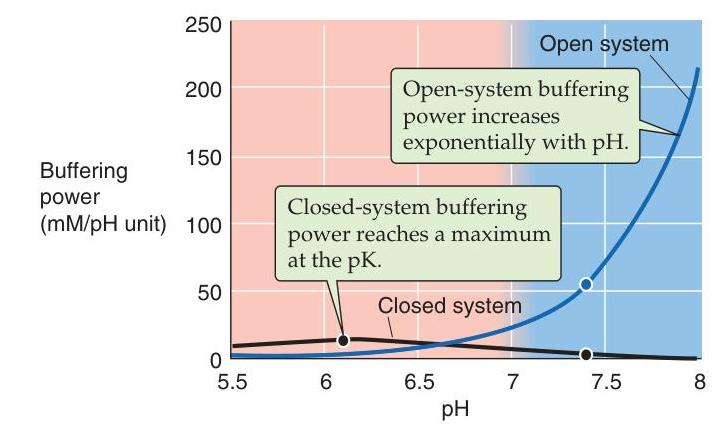 250
Open system
200
Open-system buffering
power increases
exponentially with pH.
150
Buffering
power
(mM/pH unit)
Closed-system buffering
power reaches a maximum
at the pK.
100
50
Closed system
0
5.5 6 6.5 7 7.5 8
pH